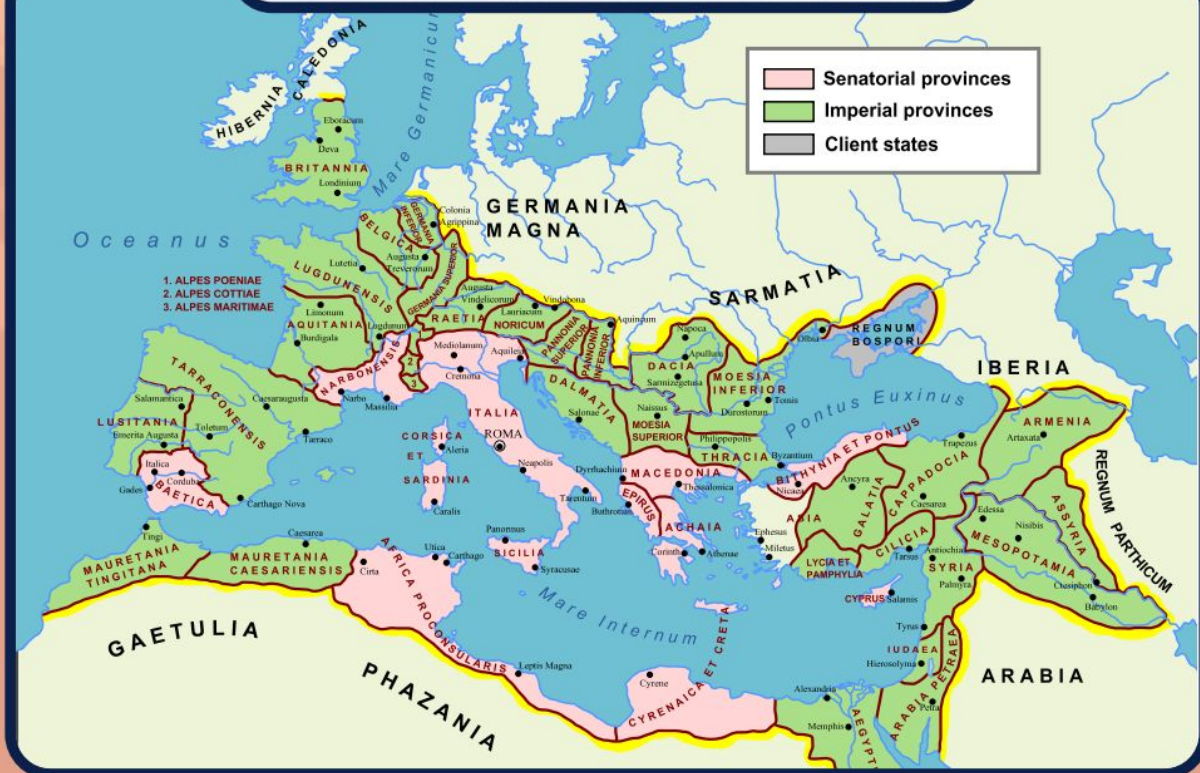 Senatorial provinces
Imperial provinces
Client states
HIBERNIA
CALEDONIA
Mare Germanicum
Eboracum
Deva
BRITANNIA
Londinium
Oceanus
GERMANIA
MAGNA
GERMANIA
INFERIOR
Colonia
Agrippina
BELGICA
Augusta
Treverorum
Lutetia
LUGDUNENSIS
GERMANIA SUPERIOR
1. ALPES POENIAE
2. ALPES COTTIAE
3. ALPES MARITIMAE
Limonum
AQUITANIA
Burdigala
Lugdunum
Augusta
Vindelicorum
RAETIA
Lauriacum
NORICUM
Vindobona
PANNONIA
SUPERIOR
PANNONIA
INFERIOR
Aquincum
SARMATIA
Napoca
Apullum
DACIA
Sarmizegetusa
MOESIA
INFERIOR
Durostorum
Tomis
Olbia
REGNUM
BOSPORI
IBERIA
Pontus Euxinus
NARBONENSIS
2
3
Narbo
Massilia
Mediolanum
Cremona
Aquileia
ITALIA
ROMA
Neapolis
Tarentum
DALMATIA
Salonae
Naissus
MOESIA
SUPERIOR
Philippopolis
THRACIA
Byzantium
Dyrrhachium
MACEDONIA
Thessalonica
EPIRUS
Buthrotum
ACHAIA
Corinth
Athenae
TARRACONENSIS
Salamantica
Caesaraugusta
LUSITANIA
Toletum
Emerita Augusta
Tarraco
Italica
Corduba
Gades
BAETICA
Carthago Nova
CORSICA
ET
SARDINIA
Aleria
Caralis
Panormus
SICILIA
Syracusae
BITHYNIA ET PONTUS
Nicaea
Trapezus
Ancyra
GALATIA
CAPPADOCIA
Caesarea
ASIA
Ephesus
Miletus
LYCIA ET
PAMPHYLIA
CILICIA
Tarsus
ARMENIA
Artaxata
REGNUM PARTHICUM
ASSYRIA
Edessa
Nisibis
MESOPOTAMIA
Ctesiphon
Babylon
Antiochia
SYRIA
Palmyra
CYPRUS
Salamis
Tyrus
IUDAEA
Hierosolyma
ARABIA PETRAEA
Petra
ARABIA
Tingi
MAURETANIA
TINGITANA
Caesarea
MAURETANIA
CAESARIENSIS
Cirta
Utica
Carthago
AFRICA PROCONSULARIS
Leptis Magna
Mare Internum
GAETULIA
PHAZANIA
Cyrene
CYRENAICA ET CRETA
Alexandria
Memphis